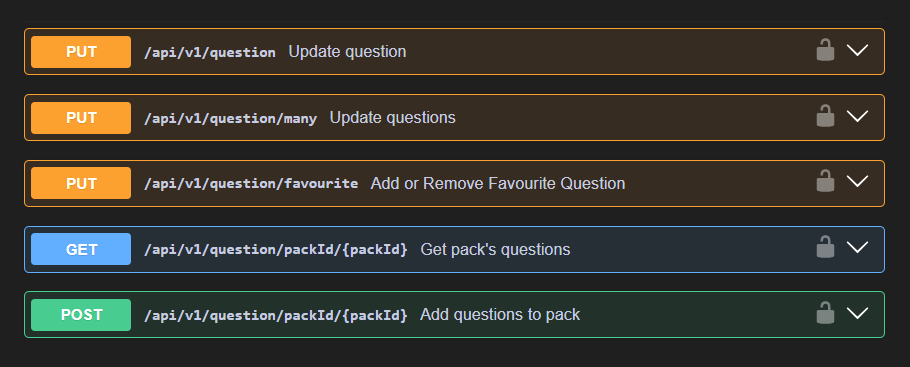 PUT /api/v1/question Update question
PUT /api/v1/question/many Update questions
PUT /api/v1/question/favourite Add or Remove Favourite Question
GET /api/v1/question/packId/{packId} Get pack's questions
POST /api/v1/question/packId/{packId} Add questions to pack